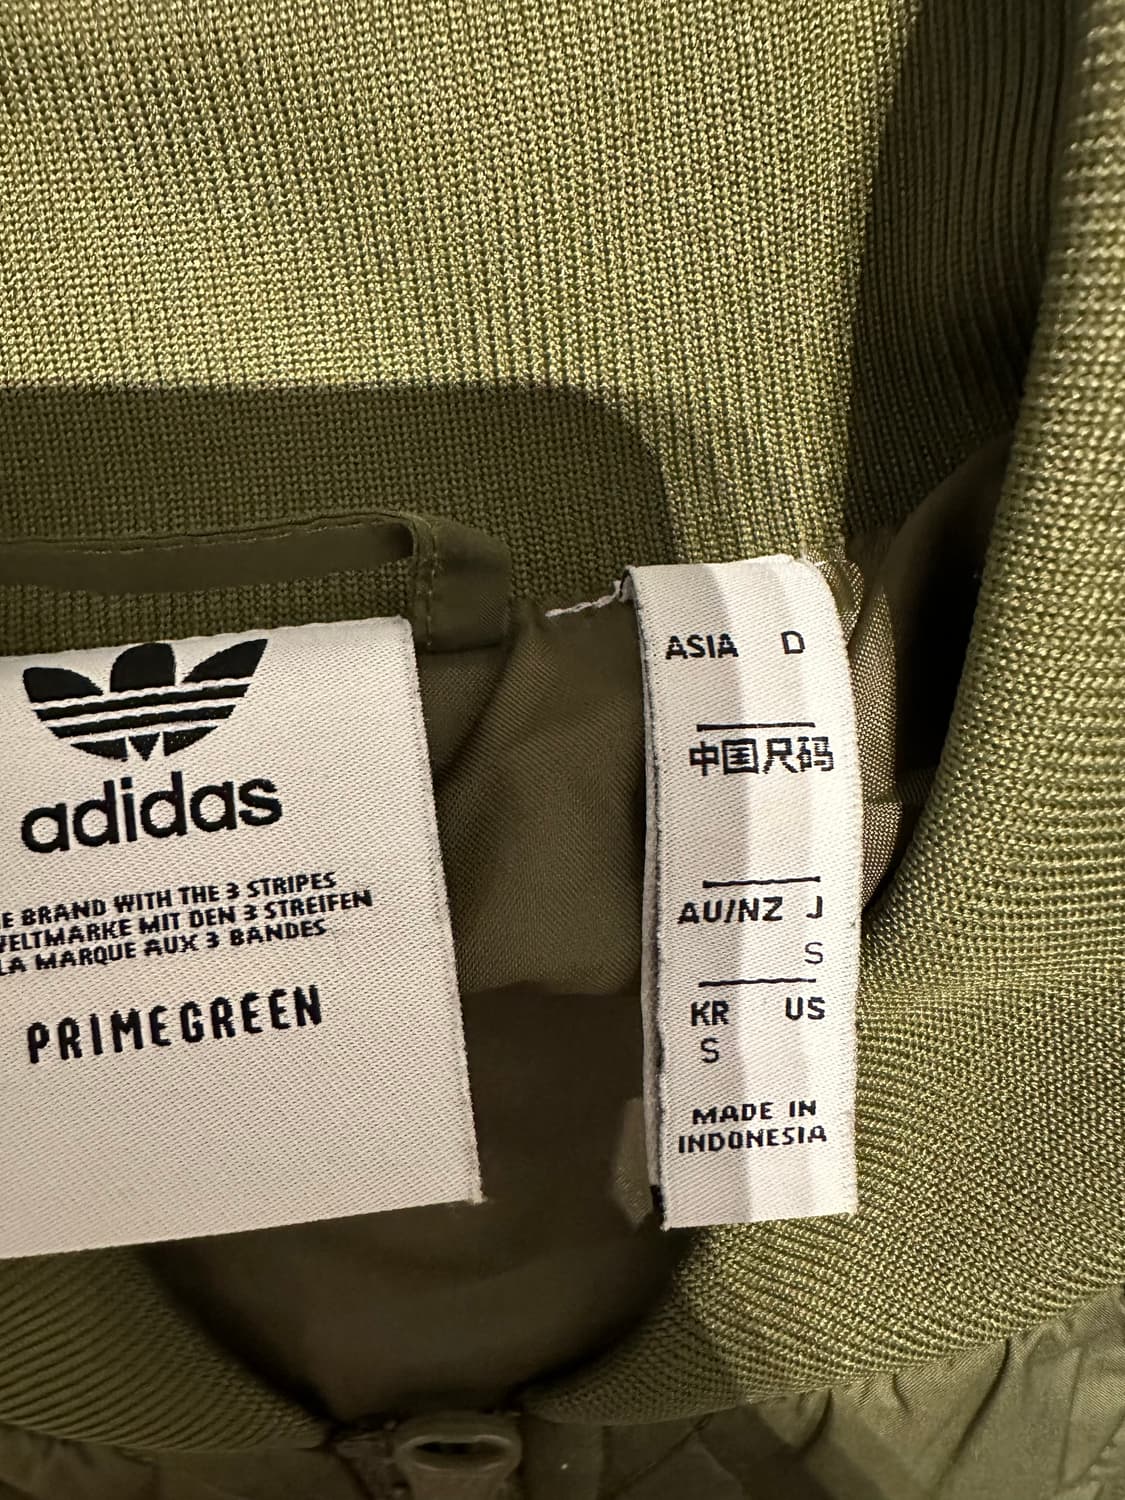 adidas
E BRAND WITH THE 3 STRIPES
WELTMARKE MIT DEN 3 STREIFEN
LA MARQUE AUX 3 BANDES
PRIMEGREEN
ASIA D
中国尺码
AU/NZ J
S
KR US
S
MADE IN
INDONESIA